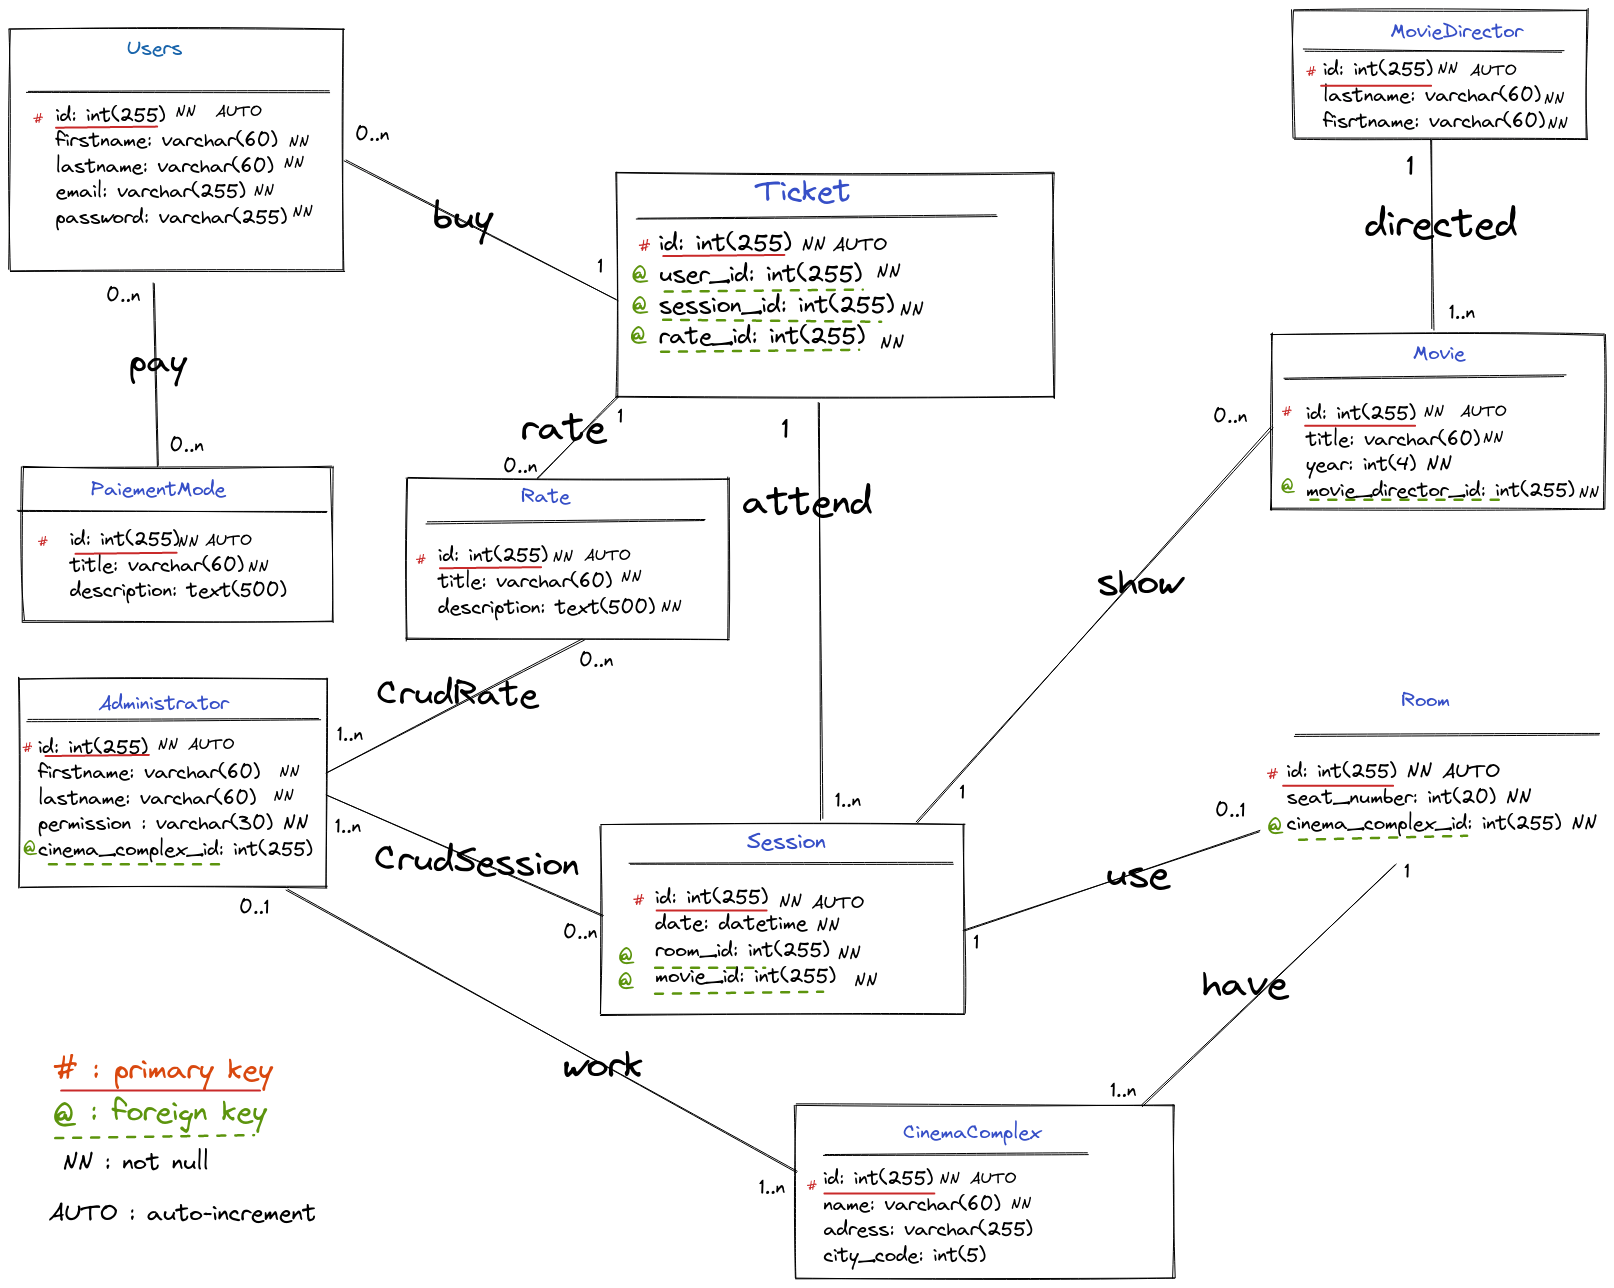 Users
# id: int(255) NN AUTO
firstname: varchar(60) NN
lastname: varchar(60) NN
email: varchar(255) NN
password: varchar(255) NN
0..n
buy
1
0..n
pay
0..n
Ticket
# id: int(255) NN AUTO
@ user_id: int(255) NN
@ session_id: int(255) NN
@ rate_id: int(255) NN
MovieDirector
# id: int(255) NN AUTO
lastname: varchar(60) NN
fisrtname: varchar(60) NN
1
directed
1..n
Movie
# id: int(255) NN AUTO
title: varchar(60) NN
year: int(4) NN
@ movie_director_id: int(255) NN
0..n
show
1
1
rate
0..n
1
attend
1..n
PaiementMode
# id: int(255) NN AUTO
title: varchar(60) NN
description: text(500)
Rate
# id: int(255) NN AUTO
title: varchar(60) NN
description: text(500) NN
0..n
CrudRate
1..n
Administrator
# id: int(255) NN AUTO
firstname: varchar(60) NN
lastname: varchar(60) NN
permission : varchar(30) NN
@ cinema_complex_id: int(255)
1..n
CrudSession
0..n
0..1
work
1..n
Session
# id: int(255) NN AUTO
date: datetime NN
@ room_id: int(255) NN
@ movie_id: int(255) NN
1
use
0..1
Room
# id: int(255) NN AUTO
seat_number: int(20) NN
@ cinema_complex_id: int(255) NN
1
have
1..n
CinemaComplex
# id: int(255) NN AUTO
name: varchar(60) NN
adress: varchar(255)
city_code: int(5)
# : primary key
@ : foreign key
NN : not null
AUTO : auto-increment